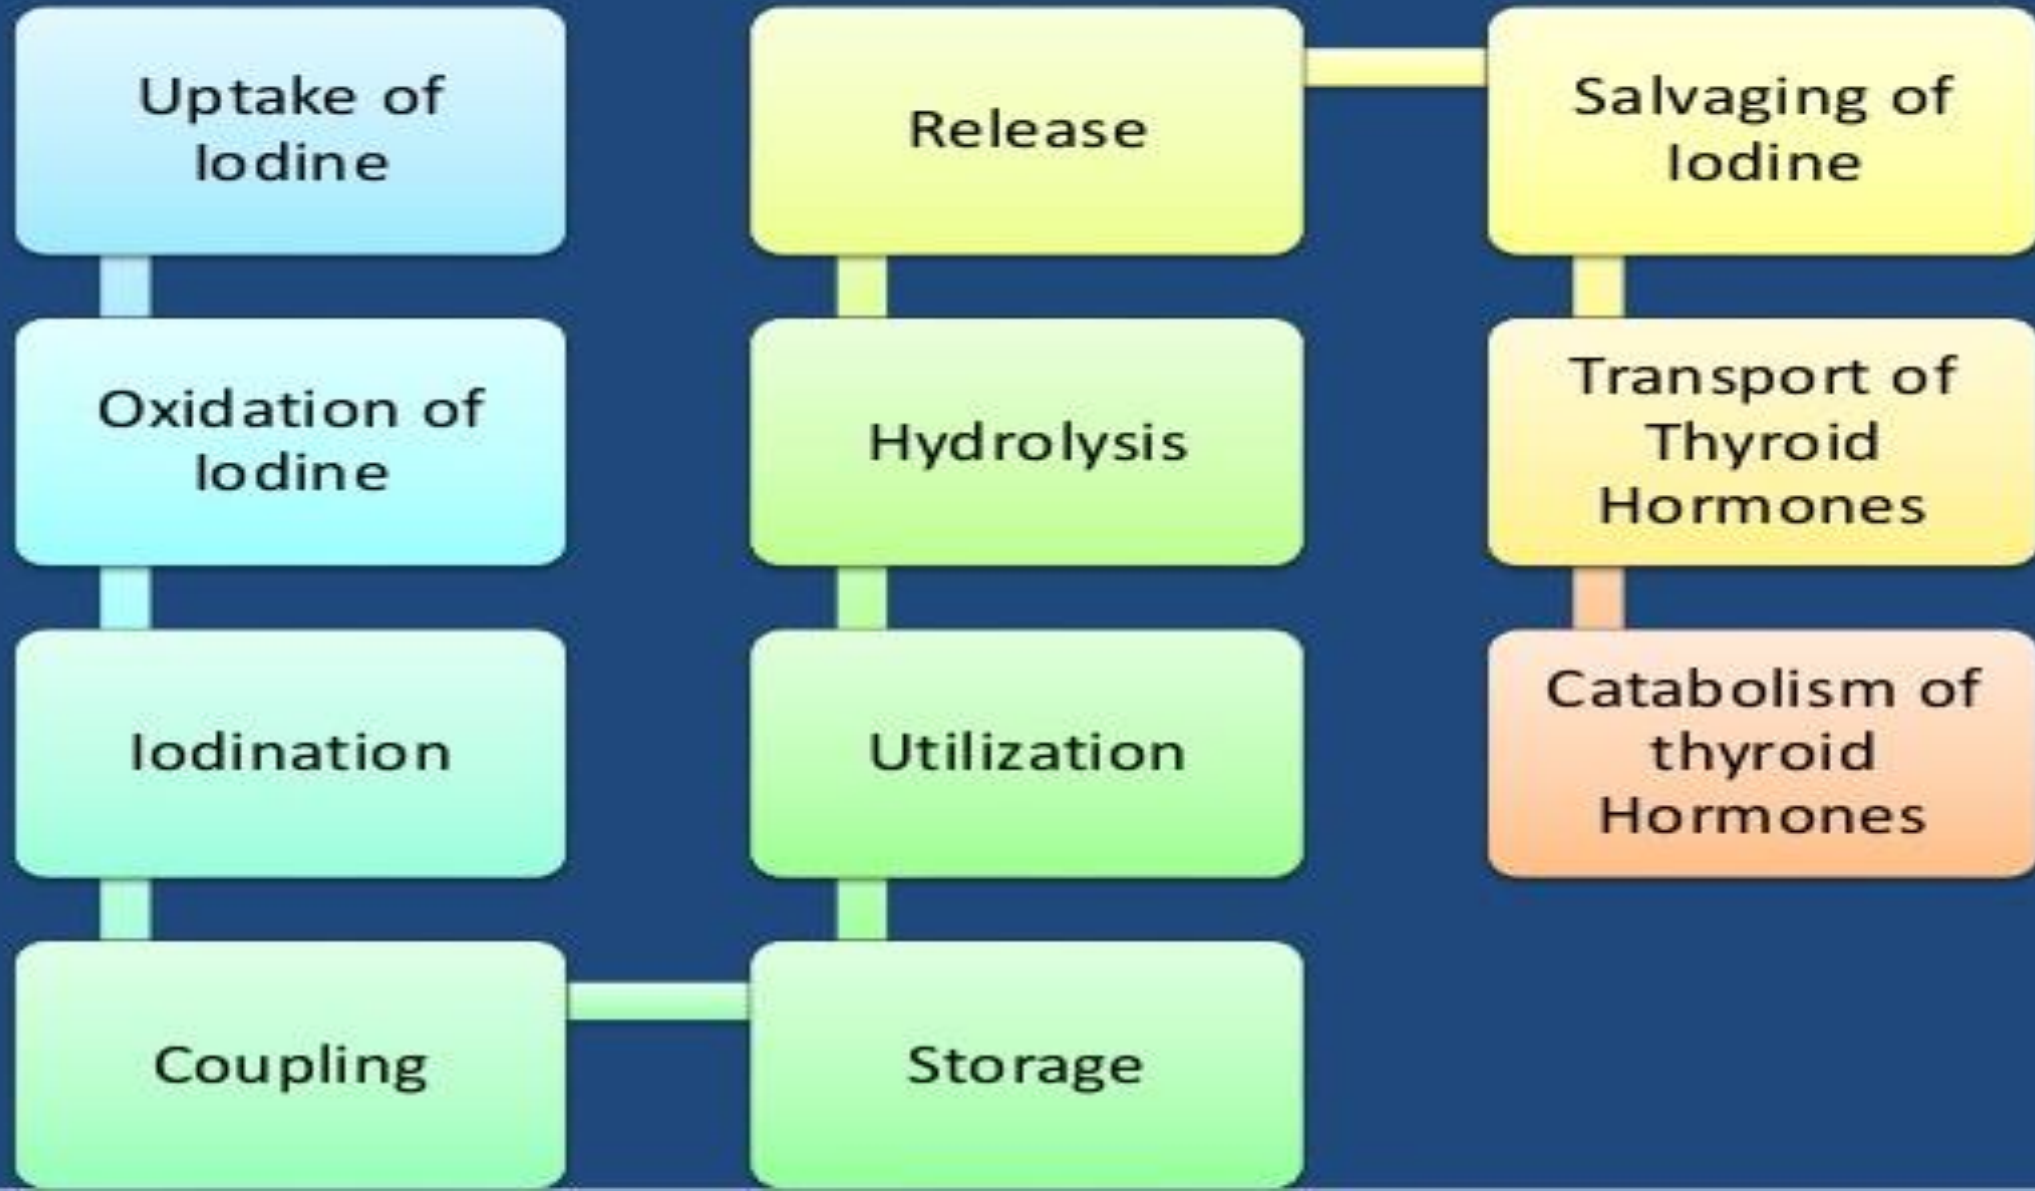 Uptake of
Iodine
Oxidation of
Iodine
Iodination
Coupling
Storage
Utilization
Hydrolysis
Release
Salvaging of
Iodine
Transport of
Thyroid
Hormones
Catabolism of
thyroid
Hormones